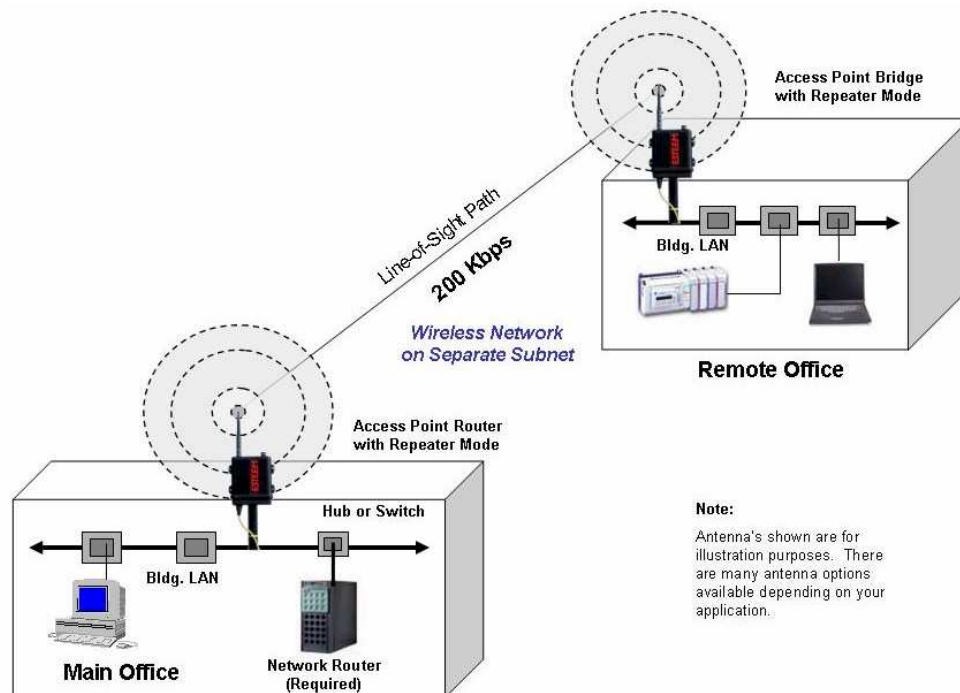 Access Point Bridge
with Repeater Mode
ESTEEM
Line-of-Sight Path
200 Kbps
Bldg. LAN
Wireless Network
on Separate Subnet
Remote Office
Access Point Router
with Repeater Mode
ESTEEM
Hub or Switch
Bldg. LAN
Main Office
Network Router
(Required)
Note:
Antenna's shown are for
illustration purposes. There
are many antenna options
available depending on your
application.